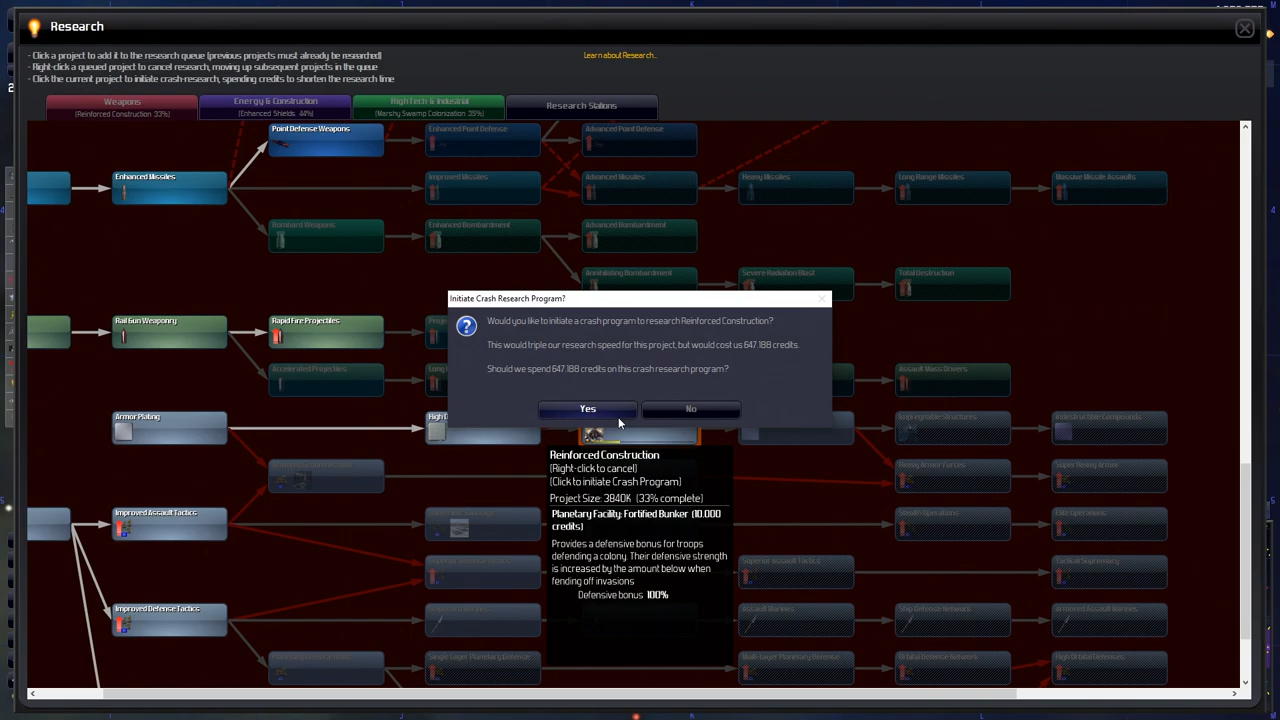 Research
- Click a project to add it to the research queue (previous projects must already be researched)
- Right-click a queued project to cancel research, moving up subsequent projects in the queue
- Click the current project to initiate crash-research, spending credits to shorten the research time
Learn about Research...
Weapons
(Reinforced Construction 33%)
Energy & Construction
(Enhanced Shields 44%)
HighTech & Industrial
(Marshy Swamp Colonization 35%)
Research Stations
Point Defense Weapons
Enhanced Point Defense
Advanced Point Defense
Enhanced Missiles
Improved Missiles
Advanced Missiles
Heavy Missiles
Long Range Missiles
Massive Missile Assaults
Bombard Weapons
Enhanced Bombardment
Advanced Bombardment
Annihilating Bombardment
Severe Radiation Blast
Total Destruction
Initiate Crash Research Program?
Would you like to initiate a crash program to research Reinforced Construction?
This would triple our research speed for this project, but would cost us 647.188 credits.
Should we spend 647.188 credits on this crash research program?
Yes
No
Rail Gun Weaponry
Rapid Fire Projectiles
Accelerated Projectiles
Assault Mass Drivers
Armor Plating
High D
Impregnable Structures
Indestructible Compounds
Reinforced Construction
(Right-click to cancel)
(Click to initiate Crash Program)
Project Size: 3840K (33% complete)
Planetary Facility: Fortified Bunker (10.000
credits)
Provides a defensive bonus for troops
defending a colony. Their defensive strength
is increased by the amount below when
fending off invasions
Defensive bonus 100%
Heavy Armor Forces
Super Heavy Armor
Improved Assault Tactics
Stealth Operations
Elite Operations
Superior Assault Tactics
Tactical Supremacy
Improved Defense Tactics
Assault Marines
Ship Defense Network
Armored Assault Marines
Single Layer Planetary Defense
Multi-Layer Planetary Defense
Orbital Defense Network
High Orbital Defenses